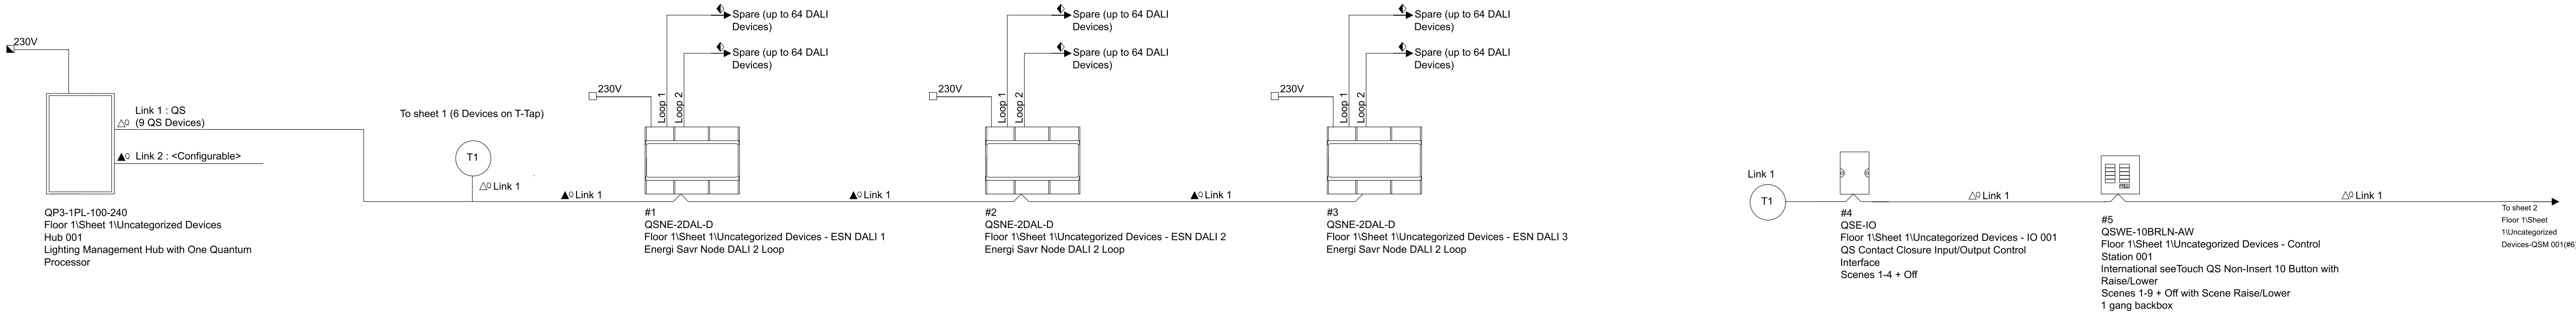 230V
Link 1 : QS
(9 QS Devices)
Q
Link 2 : <Configurable>
Q
QP3-1PL-100-240
Floor 1\Sheet 1\Uncategorized Devices
Hub 001
Lighting Management Hub with One Quantum
Processor
To sheet 1 (6 Devices on T-Tap)
T1
Q Link 1
Q Link 1
Spare (up to 64 DALI
Devices)
Spare (up to 64 DALI
Devices)
230V
Loop 1
Loop 2
#1
QSNE-2DAL-D
Floor 1\Sheet 1\Uncategorized Devices - ESN DALI 1
Energi Savr Node DALI 2 Loop
Q Link 1
Spare (up to 64 DALI
Devices)
Spare (up to 64 DALI
Devices)
230V
Loop 1
Loop 2
#2
QSNE-2DAL-D
Floor 1\Sheet 1\Uncategorized Devices - ESN DALI 2
Energi Savr Node DALI 2 Loop
Q Link 1
Spare (up to 64 DALI
Devices)
Spare (up to 64 DALI
Devices)
230V
Loop 1
Loop 2
#3
QSNE-2DAL-D
Floor 1\Sheet 1\Uncategorized Devices - ESN DALI 3
Energi Savr Node DALI 2 Loop
Link 1
T1
#4
QSE-IO
Floor 1\Sheet 1\Uncategorized Devices - IO 001
QS Contact Closure Input/Output Control
Interface
Scenes 1-4 + Off
Q Link 1
#5
QSWE-10BRLN-AW
Floor 1\Sheet 1\Uncategorized Devices - Control
Station 001
International seeTouch QS Non-Insert 10 Button with
Raise/Lower
Scenes 1-9 + Off with Scene Raise/Lower
1 gang backbox
Q Link 1
To sheet 2
Floor 1\Sheet
1\Uncategorized
Devices-QSM 001(#6)